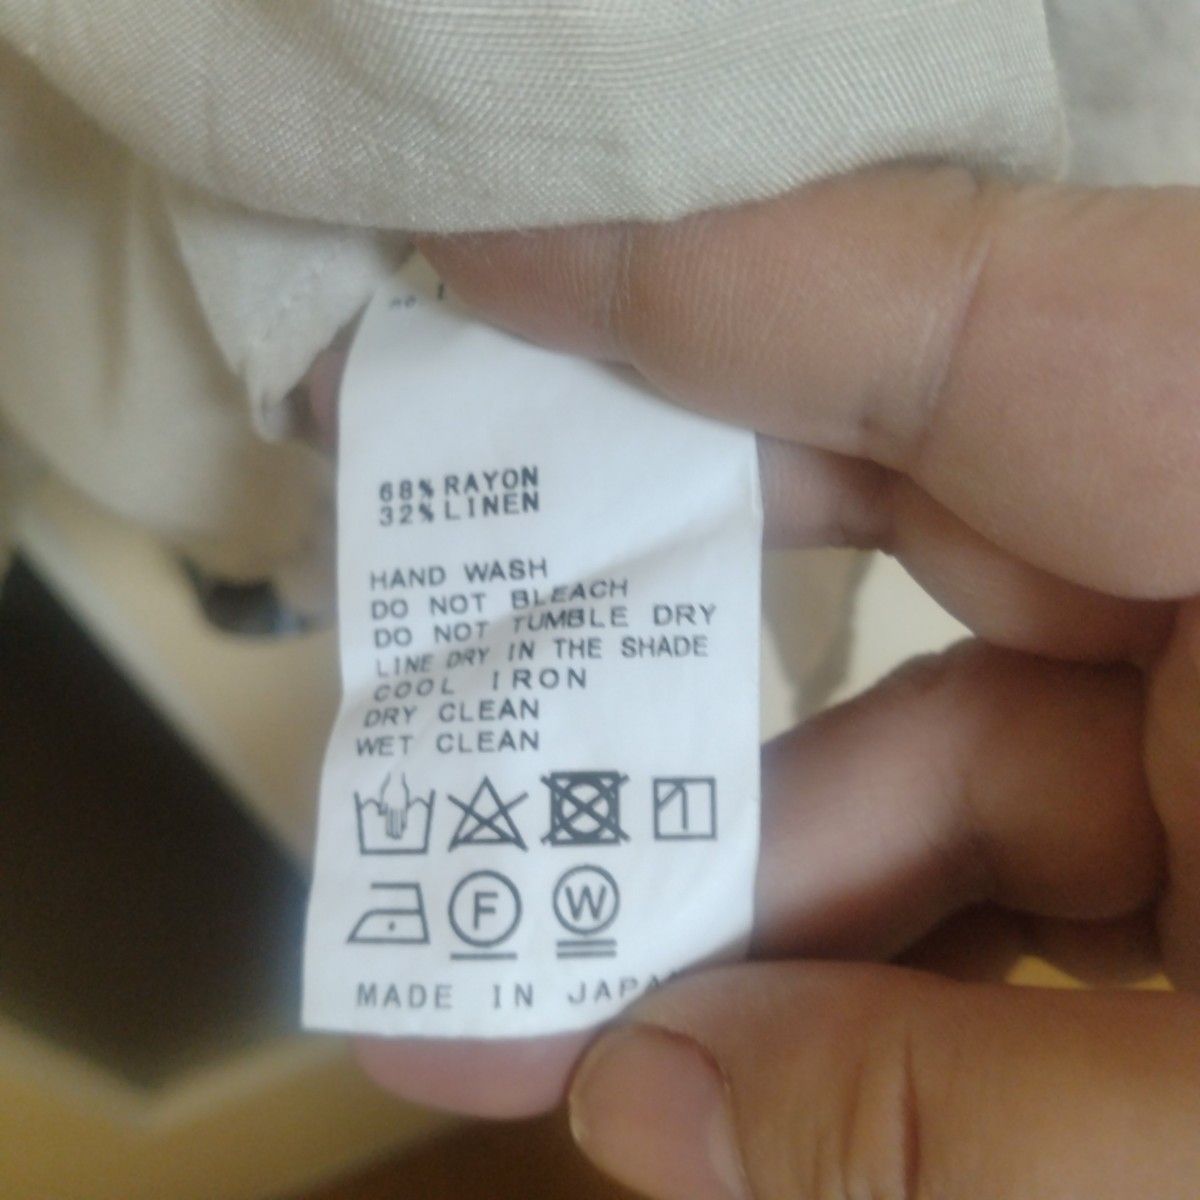 68% RAYON
32% LINEN
HAND WASH
DO NOT BLEACH
DO NOT TUMBLE DRY
LINE DRY IN THE SHADE
COOL IRON
DRY CLEAN
WET CLEAN
F W
MADE IN